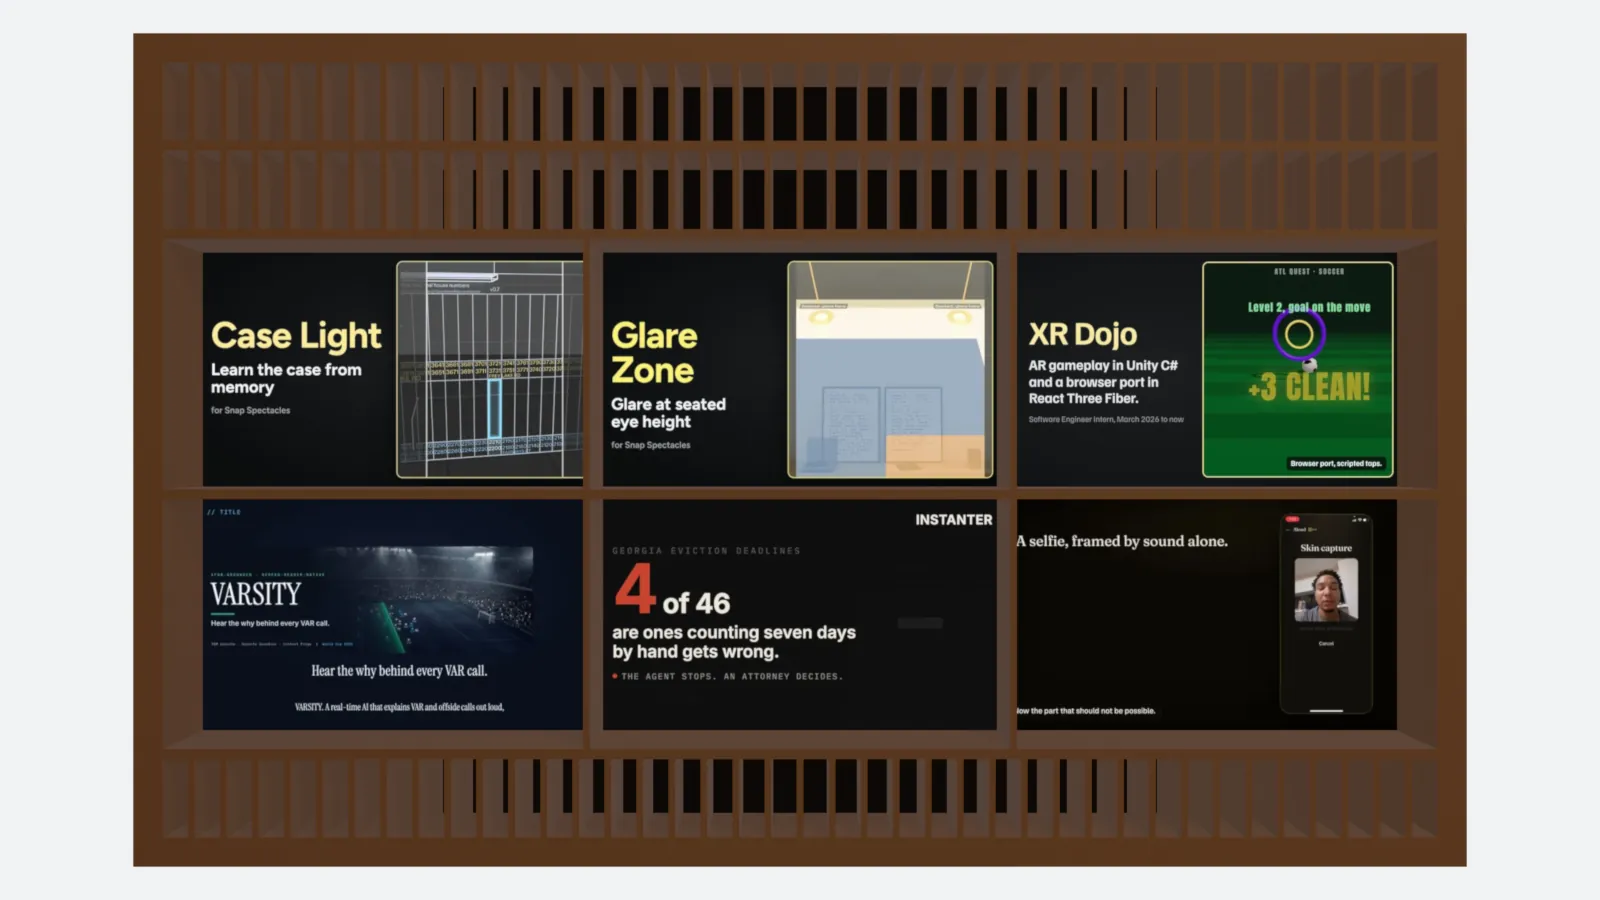 Case Light
Learn the case from
memory
for Snap Spectacles
Glare
Zone
Glare at seated
eye height
for Snap Spectacles
XR Dojo
AR gameplay in Unity C#
and a browser port in
React Three Fiber.
Software Engineer Intern, March 2026 to now
ATL QUEST · SOCCER
Level 2, goal on the move
+3 CLEAN!
Browser port, scripted taps.
// TITLE
VARSITY
Hear the why behind every VAR call.
Hear the why behind every VAR call.
VARSITY. A real-time AI that explains VAR and offside calls out loud,
INSTANTER
GEORGIA EVICTION DEADLINES
4 of 46
are ones counting seven days
by hand gets wrong.
THE AGENT STOPS. AN ATTORNEY DECIDES.
A selfie, framed by sound alone.
Now the part that should not be possible.
Skin capture
Cancel